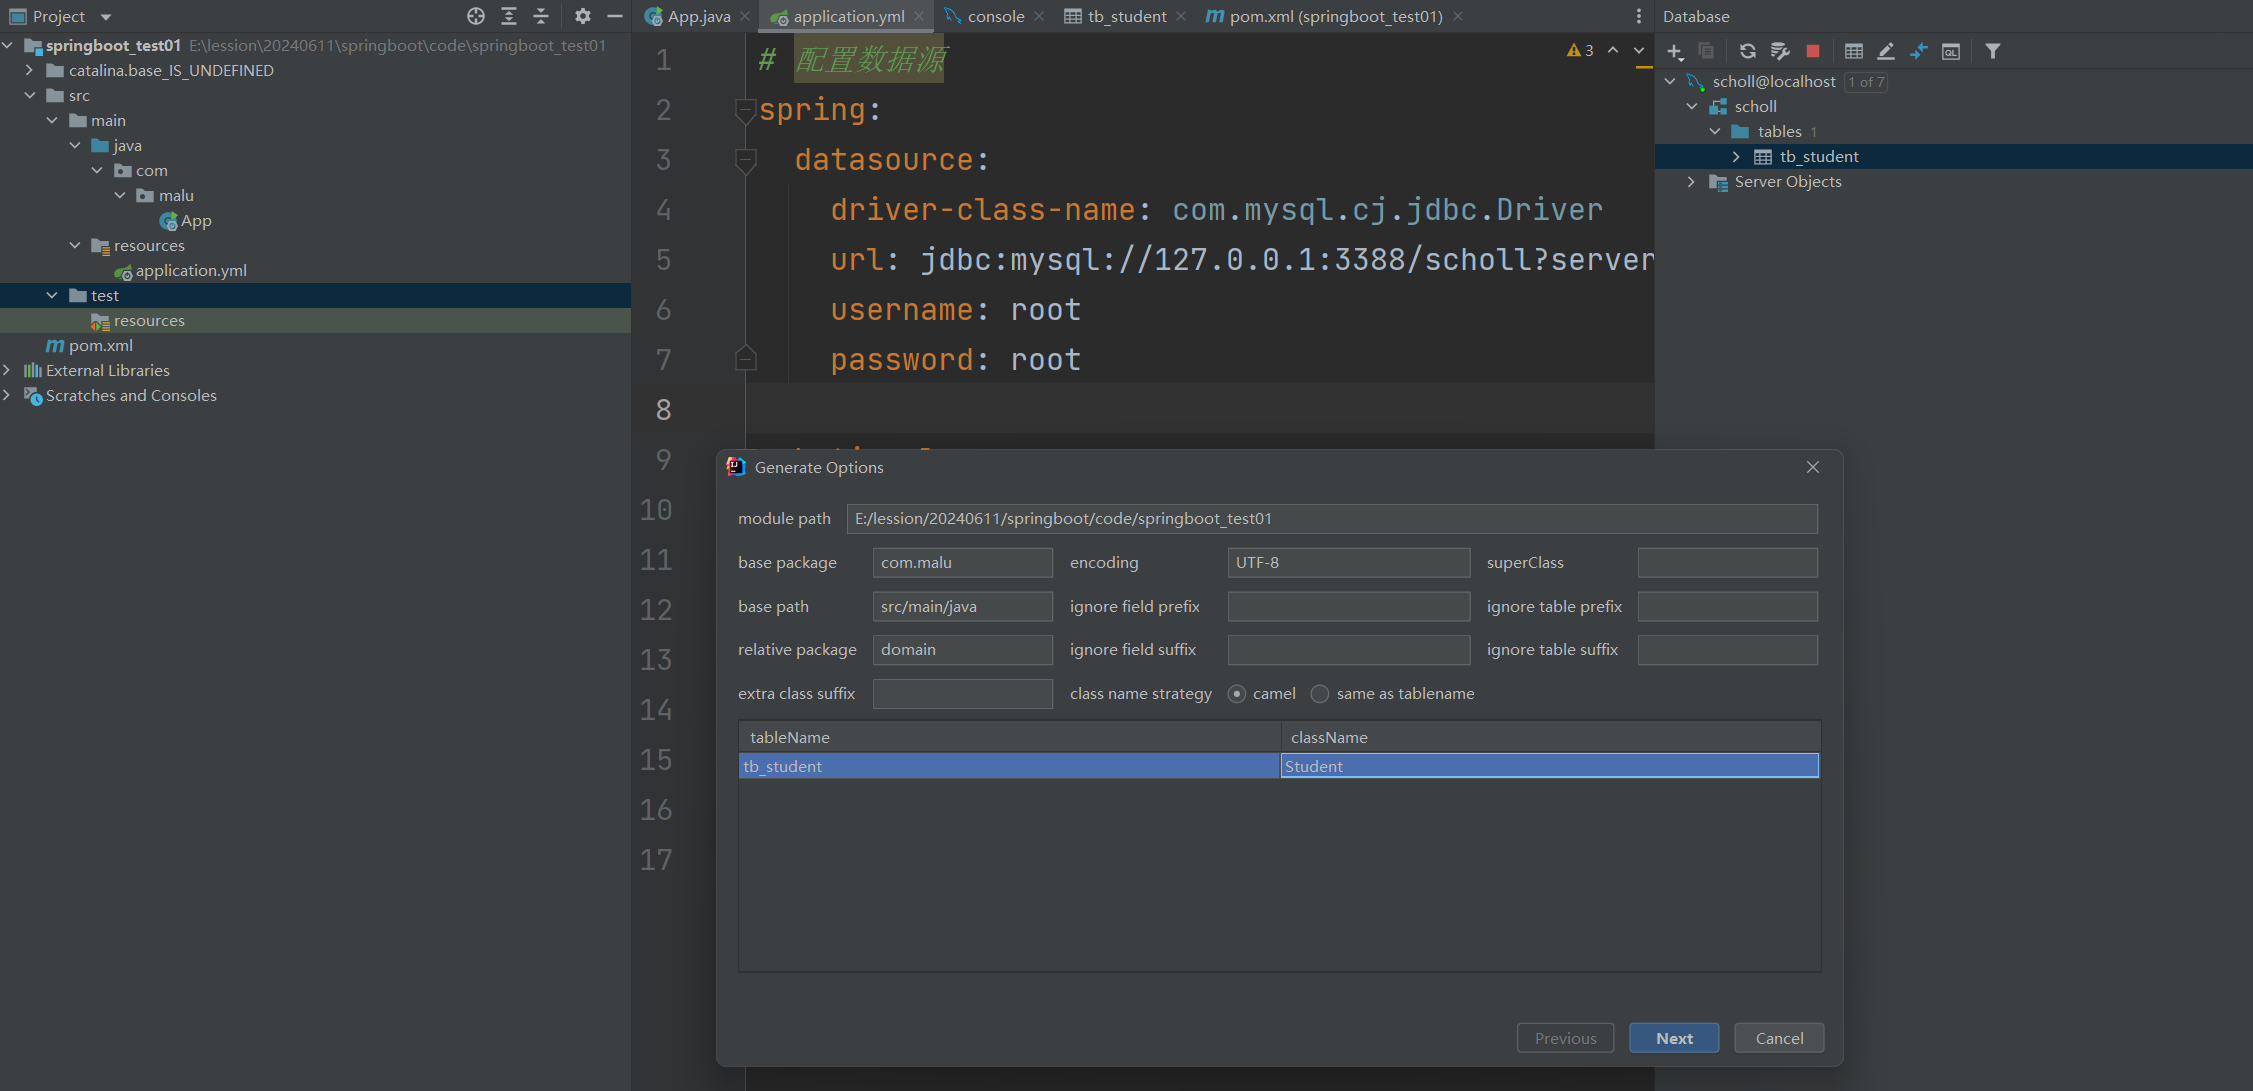 Project
springboot_test01 E:\lession\20240611\springboot\code\springboot_test01
catalina.base_IS_UNDEFINED
src
main
java
com
malu
App
resources
application.yml
test
resources
pom.xml
External Libraries
Scratches and Consoles
App.java application.yml console tb_student pom.xml (springboot_test01)
3
1 # 配置数据源
2 spring:
3 datasource:
4 driver-class-name: com.mysql.cj.jdbc.Driver
5 url: jdbc:mysql://127.0.0.1:3388/scholl?server
6 username: root
7 password: root
8
9
10
11
12
13
14
15
16
17
Database
scholl@localhost 1 of 7
scholl
tables 1
tb_student
Server Objects
Generate Options
module path E:/lession/20240611/springboot/code/springboot_test01
base package com.malu encoding UTF-8 superClass
base path src/main/java ignore field prefix ignore table prefix
relative package domain ignore field suffix ignore table suffix
extra class suffix class name strategy camel same as tablename
tableName className
tb_student Student
Previous Next Cancel